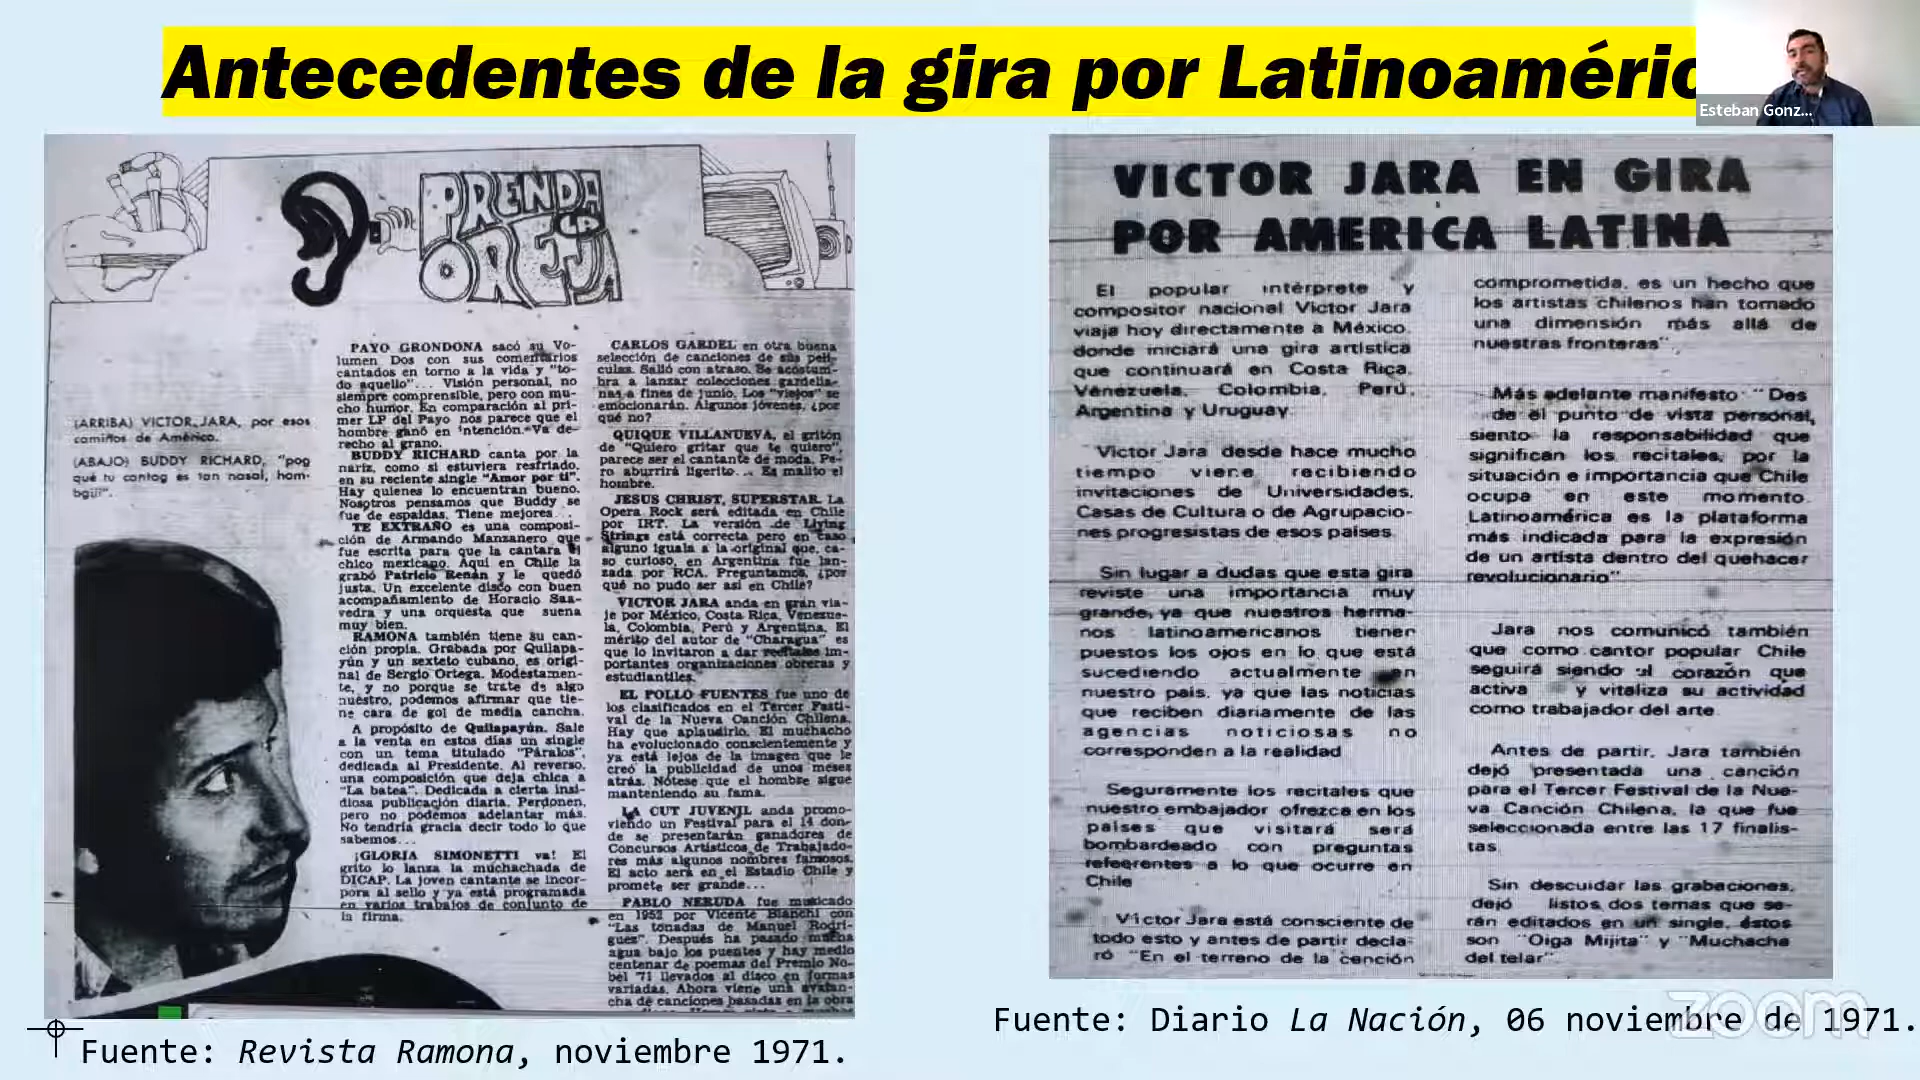 Antecedentes de la gira por Latinoaméric
Esteban Gonz...
PRENDA
LA
OREJA
(ARRIBA) VICTOR JARA, por esos
caminos de América.
(ABAJO) BUDDY RICHARD, "pog
qué tu contog es tan nasal, hom-
bgüi".
PAYO GRONDONA sacó su Vo-
lumen Dos con sus comentarios
cantados en torno a la vida y "to-
do aquello"... Visión personal, no
siempre comprensible, pero con mu-
cho humor. En comparación al pri-
mer LP del Payo nos parece que el
hombre ganó en intención. Va de-
recho al grano.
BUDDY RICHARD canta por la
nariz, como si estuviera resfriado,
en su reciente single "Amor por ti".
Hay quienes lo encuentran bueno.
Nosotros pensamos que Buddy se
fue de espaldas. Tiene mejores...
TE EXTRAÑO es una composi-
ción de Armando Manzanero que
fue escrita para que la cantara el
chico mexicano. Aquí en Chile la
grabó Patricio Renán y le quedó
justa. Un excelente disco con buen
acompañamiento de Horacio Saa-
vedra y una orquesta que suena
muy bien.
RAMONA también tiene su can-
ción propia. Grabada por Quilapa-
yún y un sexteto cubano, es origi-
nal de Sergio Ortega. Modestamen-
te, y no porque se trate de algo
nuestro, podemos afirmar que tie-
ne cara de gol de media cancha.
A propósito de Quilapayún. Sale
a la venta en estos días un single
con un tema titulado "Páralos",
dedicada al Presidente. Al reverso,
una composición que deja chica a
"La batea". Dedicada a cierta insi-
diosa publicación diaria. Perdonen,
pero no podemos adelantar más.
No tendría gracia decir todo lo que
sabemos...
¡GLORIA SIMONETTI va! El
grito lo lanza la muchachada de
DICAP. La joven cantante se incor-
pora al sello y ya está programada
en varios trabajos de conjunto de
la firma.
CARLOS GARDEL en otra buena
selección de canciones de sus pelí-
culas. Salió con atraso. Se acostum-
bra a lanzar colecciones gardelia-
nas a fines de junio. Los "viejos" se
emocionarán. Algunos jóvenes, ¿por
qué no?
QUIQUE VILLANUEVA, el gritón
de "Quiero gritar que te quiero",
parece ser el cantante de moda. Pe-
ro aburrirá ligerito... Es malito el
hombre.
JESUS CHRIST, SUPERSTAR. La
Opera Rock será editada en Chile
por IRT. La versión de Living
Strings está correcta pero en caso
alguno iguala a la original que, ca-
so curioso, en Argentina fue lan-
zada por RCA. Preguntamos, ¿por
qué no pudo ser así en Chile?
VICTOR JARA anda en gran via-
je por México, Costa Rica, Venezue-
la, Colombia, Perú y Argentina. El
mérito del autor de "Charagua" es
que lo invitaron a dar recitales im-
portantes organizaciones obreras y
estudiantiles.
EL POLLO FUENTES fue uno de
los clasificados en el Tercer Festi-
val de la Nueva Canción Chilena.
Hay que aplaudirlo. El muchacho
ha evolucionado conscientemente y
ya está lejos de la imagen que le
creó la publicidad de unos meses
atrás. Nótese que el hombre sigue
manteniendo su fama.
LA CUT JUVENIL anda promo-
viendo un Festival para el 14 don-
de se presentarán ganadores de
Concursos Artísticos de Trabajado-
res más algunos nombres famosos.
El acto será en el Estadio Chile y
promete ser grande...
PABLO NERUDA fue musicado
en 1952 por Vicente Bianchi con
"Las tonadas de Manuel Rodrí-
guez". Después ha pasado mucha
agua bajo los puentes y hay medio
centenar de poemas del Premio No-
bel 71 llevados al disco en formas
variadas. Ahora viene una avalan-
cha de canciones basadas en la obra
Fuente: Revista Ramona, noviembre 1971.
VICTOR JARA EN GIRA
POR AMERICA LATINA
El popular intérprete y
compositor nacional Victor Jara
viaja hoy directamente a México,
donde iniciará una gira artística
que continuará en Costa Rica,
Venezuela, Colombia, Perú,
Argentina y Uruguay.
Victor Jara desde hace mucho
tiempo viene recibiendo
invitaciones de Universidades,
Casas de Cultura o de Agrupacio-
nes progresistas de esos países.
Sin lugar a dudas que esta gira
reviste una importancia muy
grande, ya que nuestros herma-
nos latinoamericanos tienen
puestos los ojos en lo que está
sucediendo actualmente en
nuestro país, ya que las noticias
que reciben diariamente de las
agencias noticiosas no
corresponden a la realidad
Seguramente los recitales que
nuestro embajador ofrezca en los
países que visitará será
bombardeado con preguntas
refeerentes a lo que ocurre en
Chile
Victor Jara está consciente de
todo esto y antes de partir decla-
ró "En el terreno de la canción
comprometida, es un hecho que
los artistas chilenos han tomado
una dimensión más allá de
nuestras fronteras".
Más adelante manifestó "Des
de el punto de vista personal,
siento la responsabilidad que
significan los recitales, por la
situación e importancia que Chile
ocupa en este momento.
Latinoamérica es la plataforma
más indicada para la expresión
de un artista dentro del quehacer
revolucionario"
Jara nos comunicó también
que como cantor popular Chile
seguirá siendo el corazón que
activa y vitaliza su actividad
como trabajador del arte.
Antes de partir, Jara también
dejó presentada una canción
para el Tercer Festival de la Nue-
va Canción Chilena, la que fue
seleccionada entre las 17 finalis-
tas
Sin descuidar las grabaciones,
dejó listos dos temas que se-
rán editados en un single, éstos
son "Oiga Mijita" y "Muchacha
del telar"
Fuente: Diario La Nación, 06 noviembre de 1971.
zoom